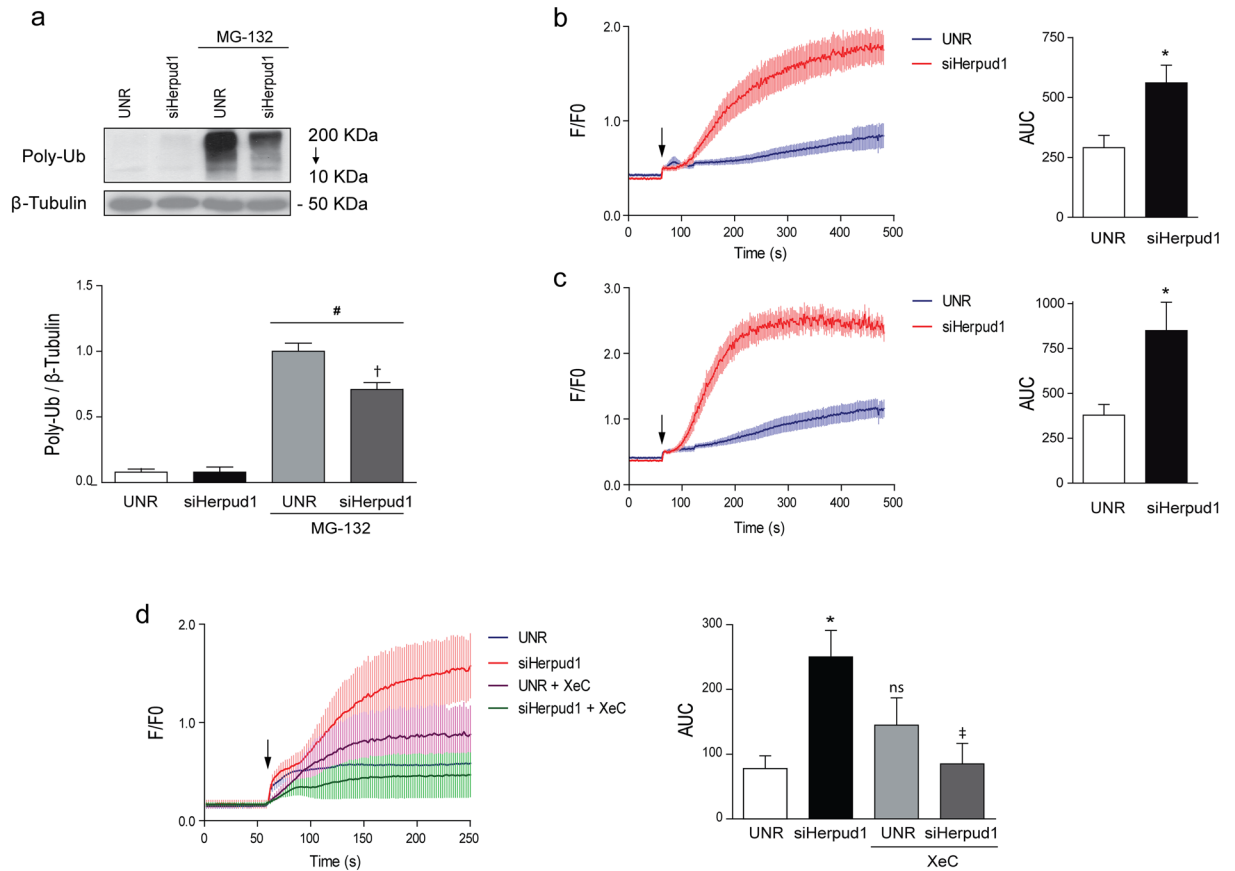 a
MG-132
UNR
siHerpud1
UNR
siHerpud1
Poly-Ub
200 KDa
10 KDa
β-Tubulin
- 50 KDa
Poly-Ub / β-Tubulin
1.5
1.0
0.5
0.0
#
†
UNR
siHerpud1
UNR
siHerpud1
MG-132
b
F/F0
2.0
1.0
0.0
0
100
200
300
400
500
Time (s)
UNR
siHerpud1
AUC
750
500
250
0
*
UNR
siHerpud1
c
F/F0
3.0
2.0
1.0
0.0
0
100
200
300
400
500
Time (s)
UNR
siHerpud1
AUC
1000
750
500
250
0
*
UNR
siHerpud1
d
F/F0
2.0
1.0
0.0
0
50
100
150
200
250
Time (s)
UNR
siHerpud1
UNR + XeC
siHerpud1 + XeC
AUC
300
200
100
0
*
ns
‡
UNR
siHerpud1
UNR
siHerpud1
XeC